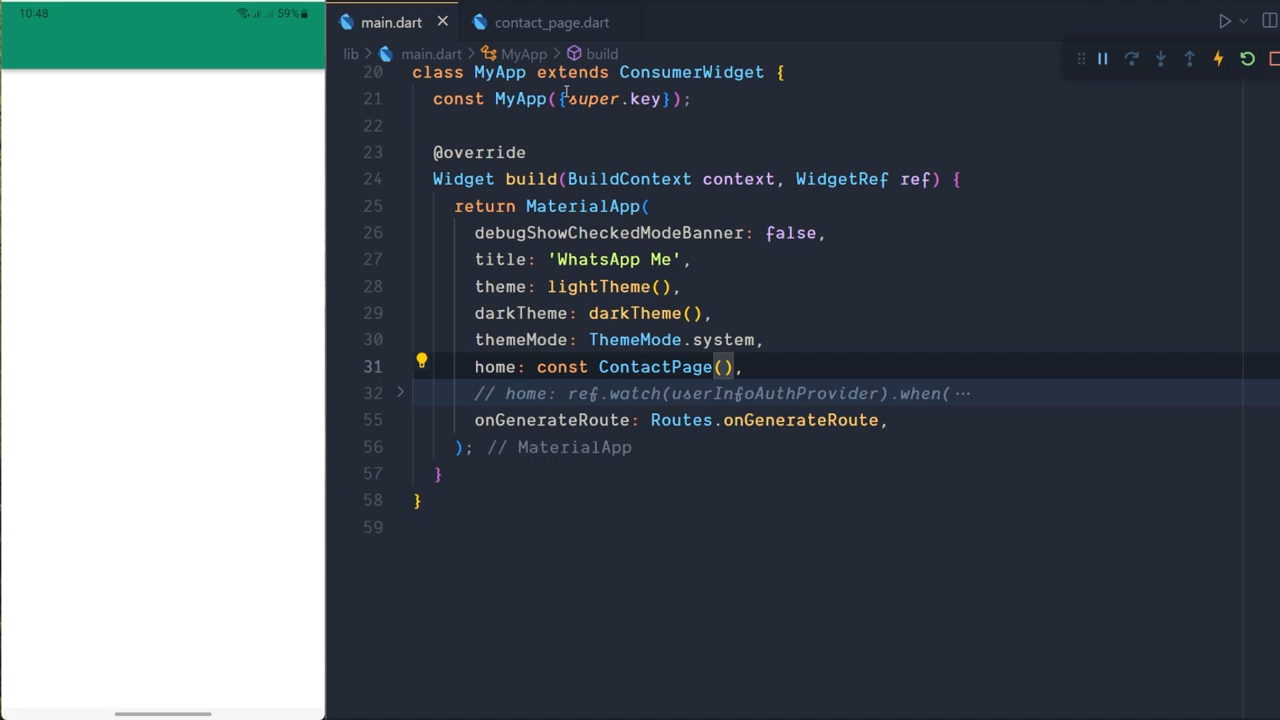 10:48 59%
main.dart contact_page.dart
lib > main.dart > MyApp > build
20 class MyApp extends ConsumerWidget {
21 const MyApp({super.key});
22
23 @override
24 Widget build(BuildContext context, WidgetRef ref) {
25 return MaterialApp(
26 debugShowCheckedModeBanner: false,
27 title: 'WhatsApp Me',
28 theme: lightTheme(),
29 darkTheme: darkTheme(),
30 themeMode: ThemeMode.system,
31 home: const ContactPage(),
32 // home: ref.watch(userInfoAuthProvider).when( ⋯
55 onGenerateRoute: Routes.onGenerateRoute,
56 ); // MaterialApp
57 }
58 }
59